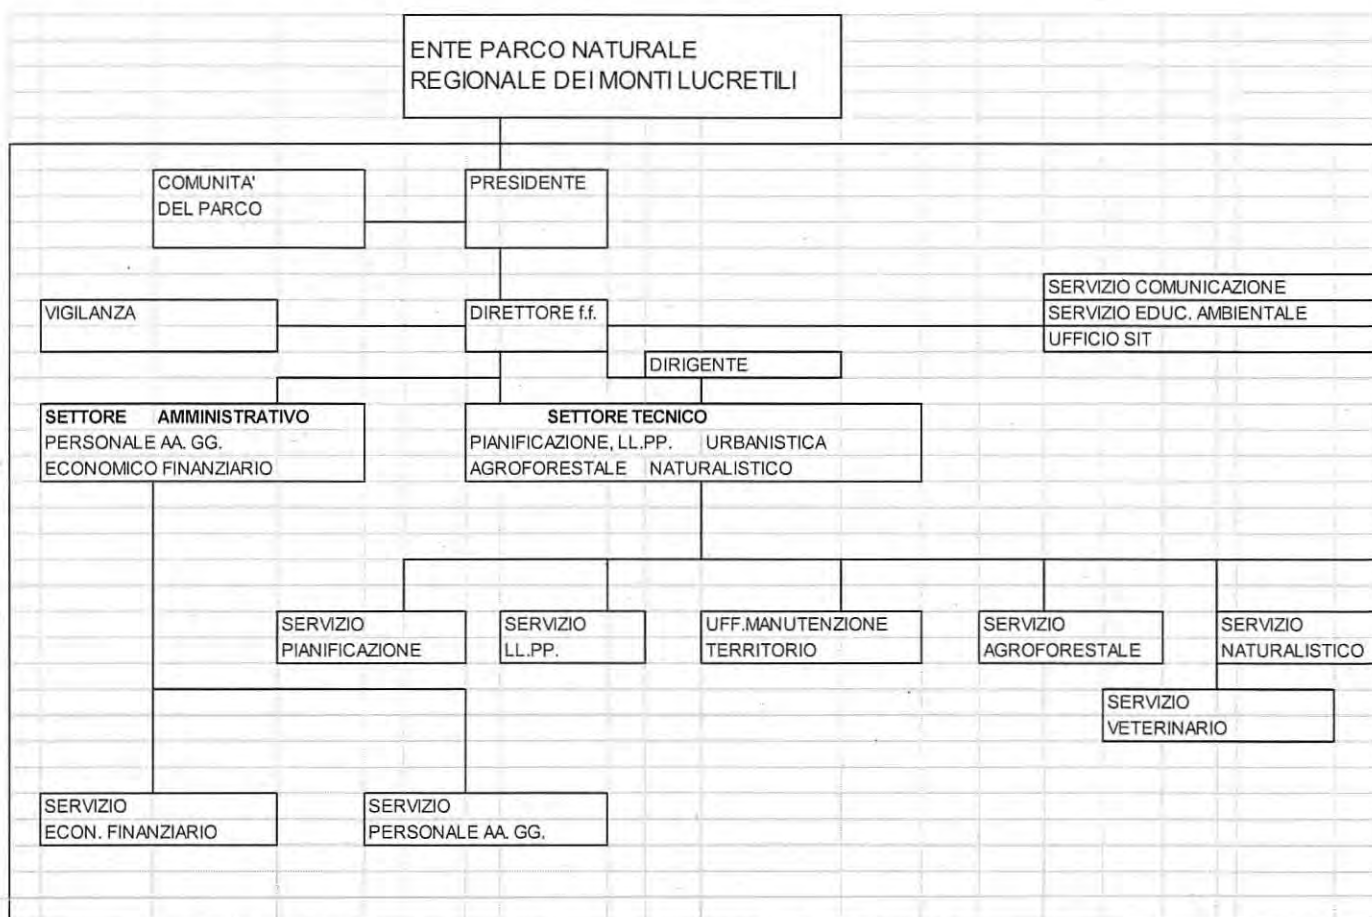 ENTE PARCO NATURALE
REGIONALE DEI MONTI LUCRETILI
COMUNITA'
DEL PARCO
PRESIDENTE
VIGILANZA
DIRETTORE f.f.
SERVIZIO COMUNICAZIONE
SERVIZIO EDUC. AMBIENTALE
UFFICIO SIT
DIRIGENTE
SETTORE AMMINISTRATIVO
PERSONALE AA. GG.
ECONOMICO FINANZIARIO
SETTORE TECNICO
PIANIFICAZIONE, LL.PP. URBANISTICA
AGROFORESTALE NATURALISTICO
SERVIZIO
PIANIFICAZIONE
SERVIZIO
LL.PP.
UFF.MANUTENZIONE
TERRITORIO
SERVIZIO
AGROFORESTALE
SERVIZIO
NATURALISTICO
SERVIZIO
VETERINARIO
SERVIZIO
ECON. FINANZIARIO
SERVIZIO
PERSONALE AA. GG.